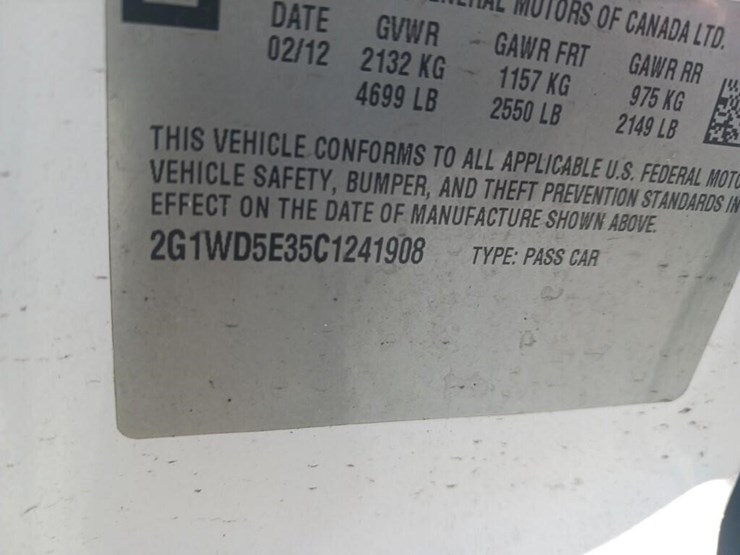 MOTORS OF CANADA LTD.
DATE GVWR GAWR FRT GAWR RR
02/12 2132 KG 1157 KG 975 KG
4699 LB 2550 LB 2149 LB
THIS VEHICLE CONFORMS TO ALL APPLICABLE U.S. FEDERAL MOTO
VEHICLE SAFETY, BUMPER, AND THEFT PREVENTION STANDARDS IN
EFFECT ON THE DATE OF MANUFACTURE SHOWN ABOVE.
2G1WD5E35C1241908 TYPE: PASS CAR